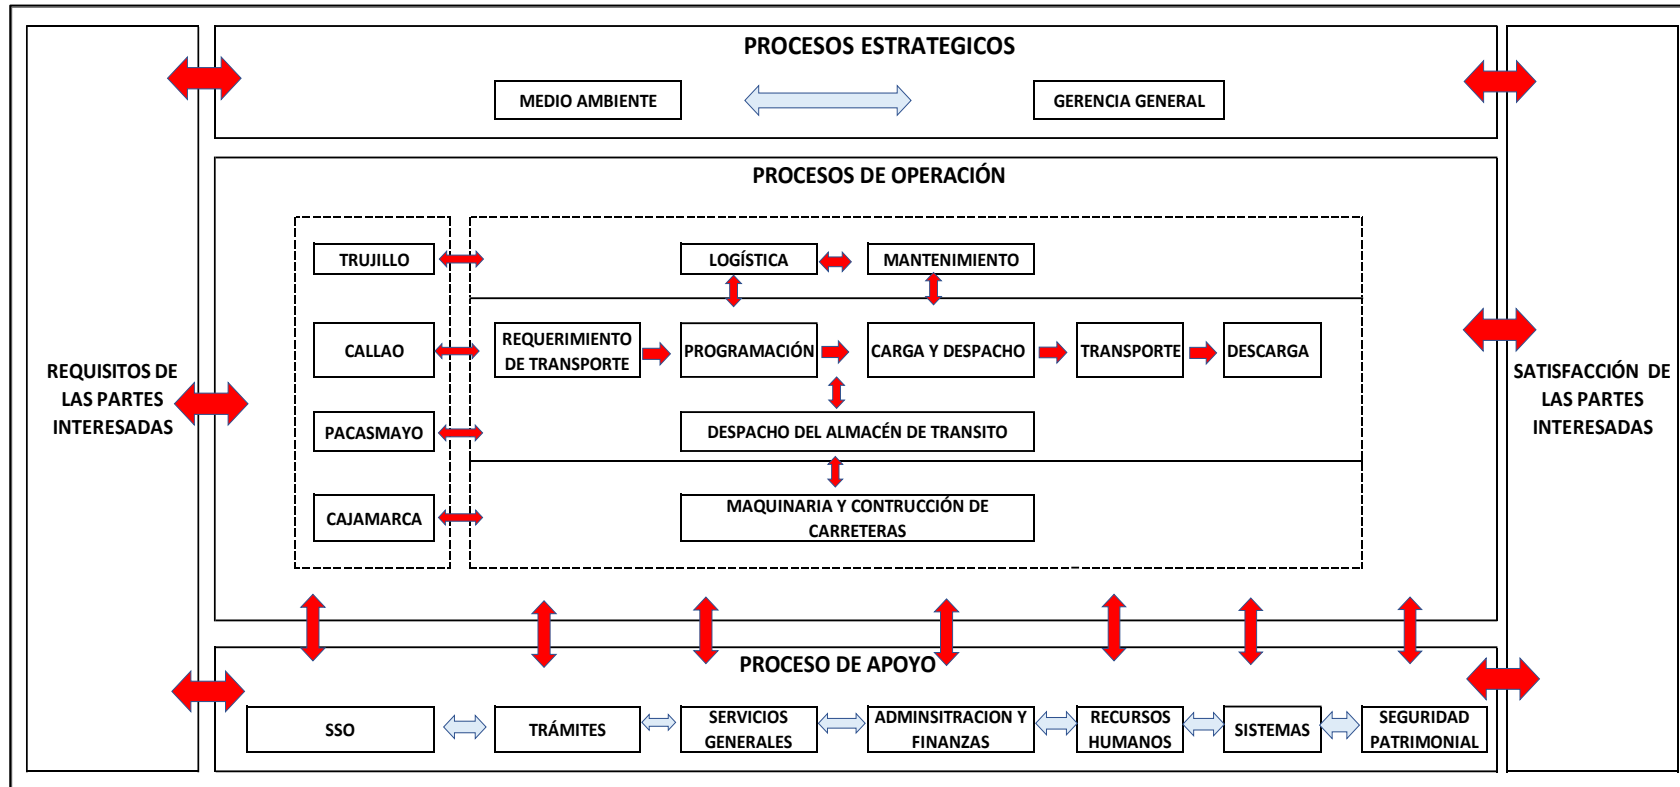 PROCESOS ESTRATEGICOS
MEDIO AMBIENTE
GERENCIA GENERAL
PROCESOS DE OPERACIÓN
TRUJILLO
LOGÍSTICA
MANTENIMIENTO
CALLAO
REQUERIMIENTO
DE TRANSPORTE
PROGRAMACIÓN
CARGA Y DESPACHO
TRANSPORTE
DESCARGA
REQUISITOS DE
LAS PARTES
INTERESADAS
SATISFACCIÓN DE
LAS PARTES
INTERESADAS
PACASMAYO
DESPACHO DEL ALMACÉN DE TRANSITO
CAJAMARCA
MAQUINARIA Y CONTRUCCIÓN DE
CARRETERAS
PROCESO DE APOYO
SSO
TRÁMITES
SERVICIOS
GENERALES
ADMINSITRACION Y
FINANZAS
RECURSOS
HUMANOS
SISTEMAS
SEGURIDAD
PATRIMONIAL